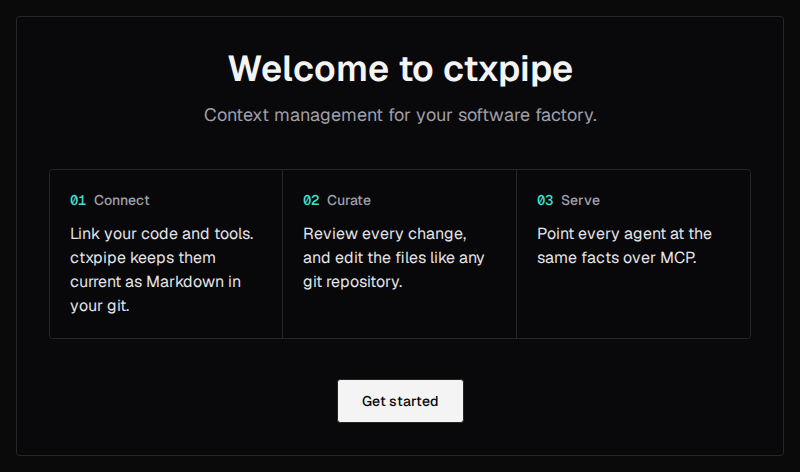 Welcome to ctxpipe
Context management for your software factory.
01 Connect
Link your code and tools.
ctxpipe keeps them
current as Markdown in
your git.
02 Curate
Review every change,
and edit the files like any
git repository.
03 Serve
Point every agent at the
same facts over MCP.
Get started